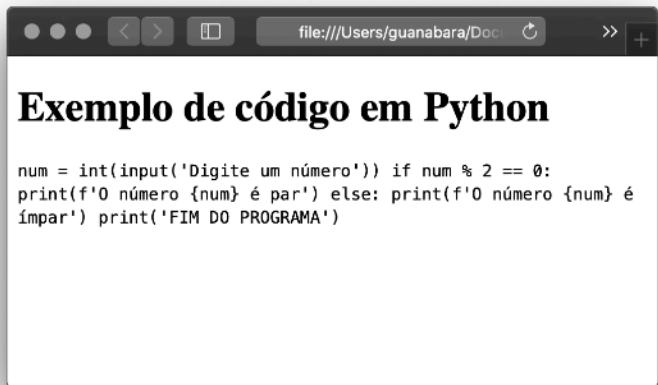 file:///Users/guanabara/Doc
Exemplo de código em Python
num = int(input('Digite um número')) if num % 2 == 0:
print(f'O número {num} é par') else: print(f'O número {num} é
ímpar') print('FIM DO PROGRAMA')